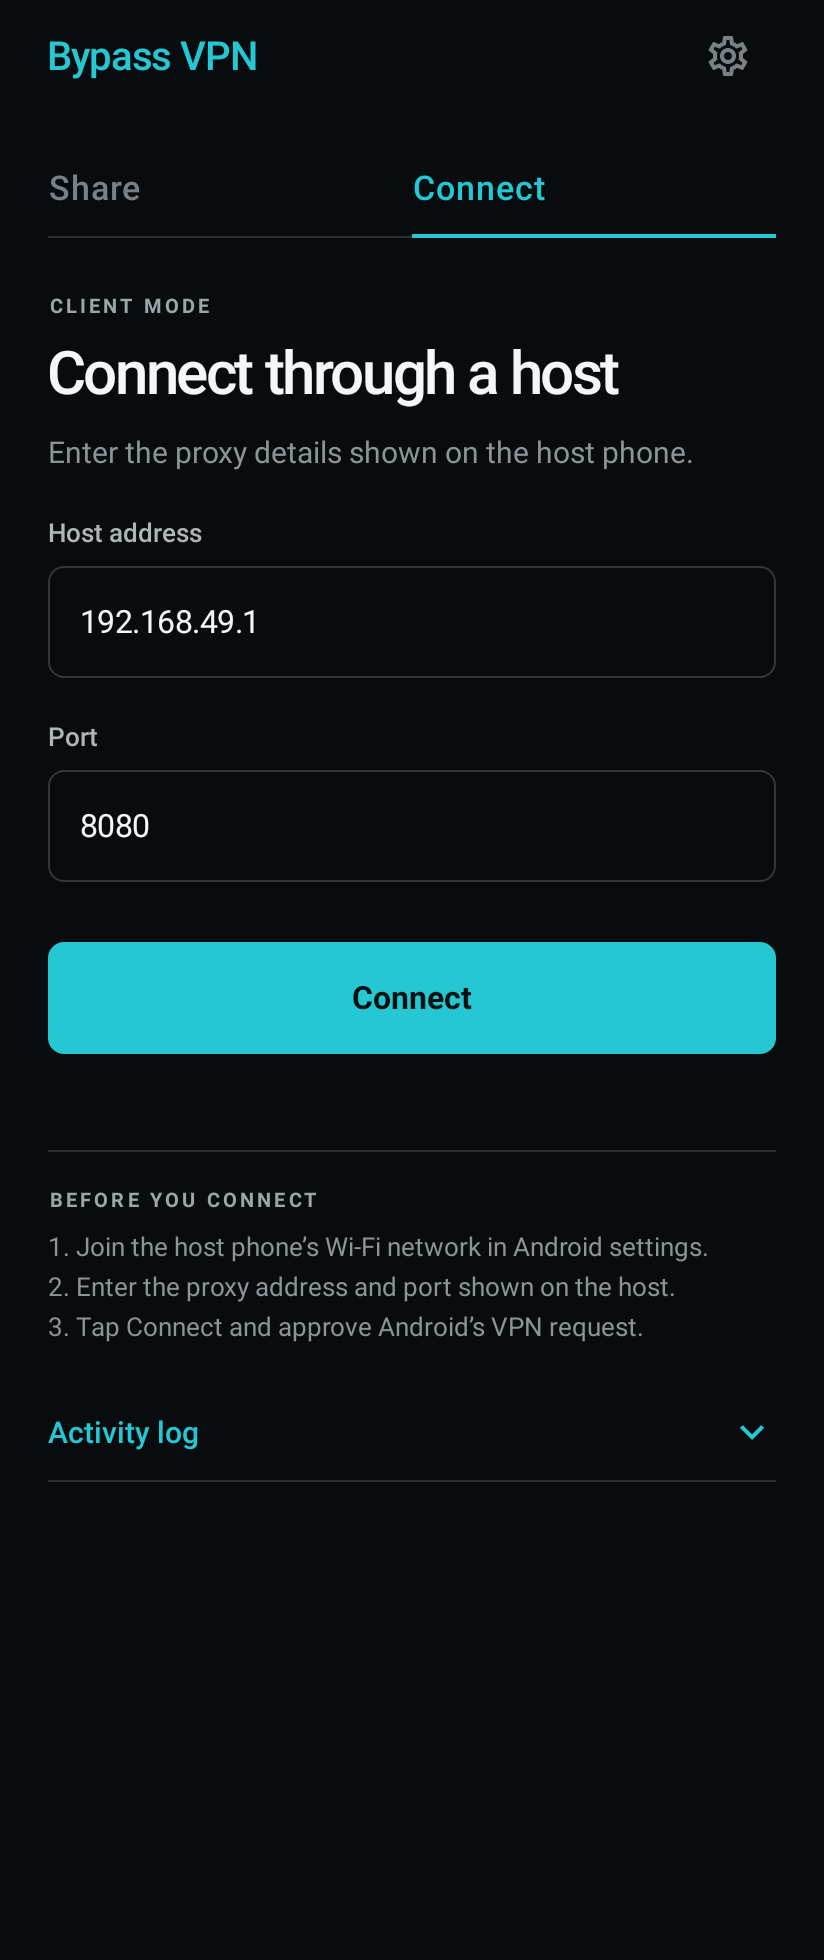 Bypass VPN
Share
Connect
CLIENT MODE
Connect through a host
Enter the proxy details shown on the host phone.
Host address
192.168.49.1
Port
8080
Connect
BEFORE YOU CONNECT
1. Join the host phone’s Wi-Fi network in Android settings.
2. Enter the proxy address and port shown on the host.
3. Tap Connect and approve Android’s VPN request.
Activity log